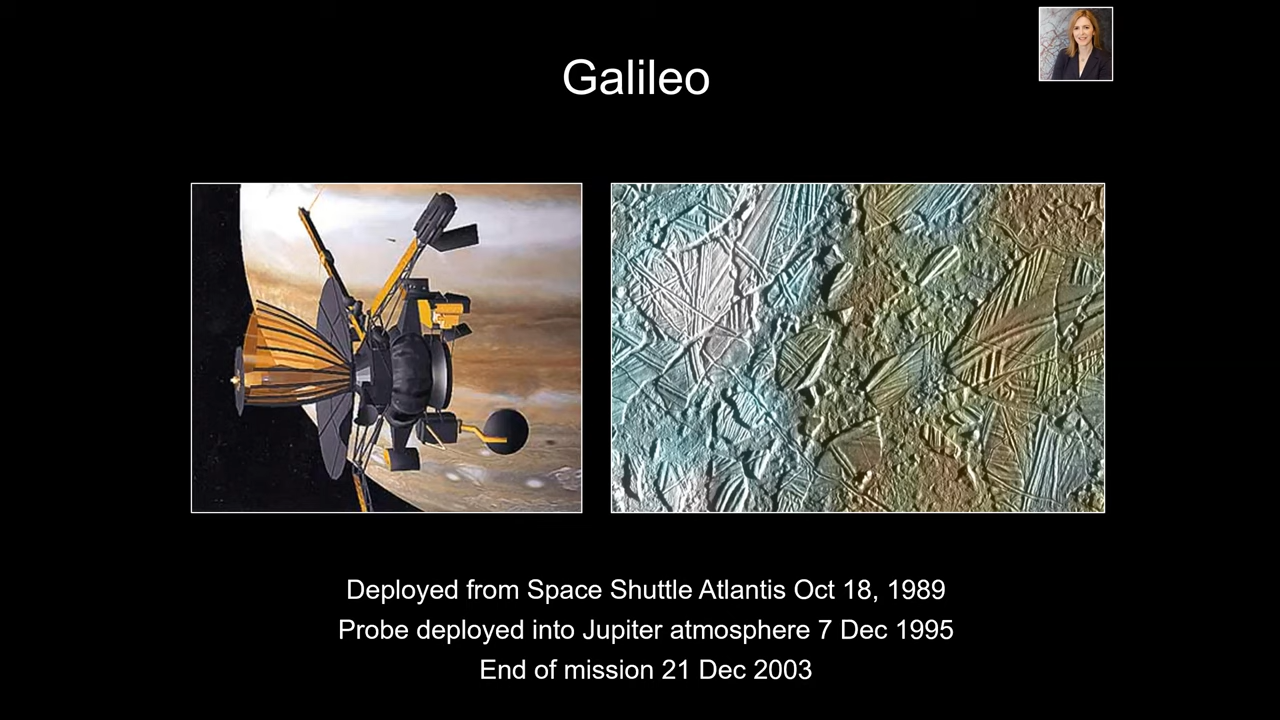 Galileo
Deployed from Space Shuttle Atlantis Oct 18, 1989
Probe deployed into Jupiter atmosphere 7 Dec 1995
End of mission 21 Dec 2003